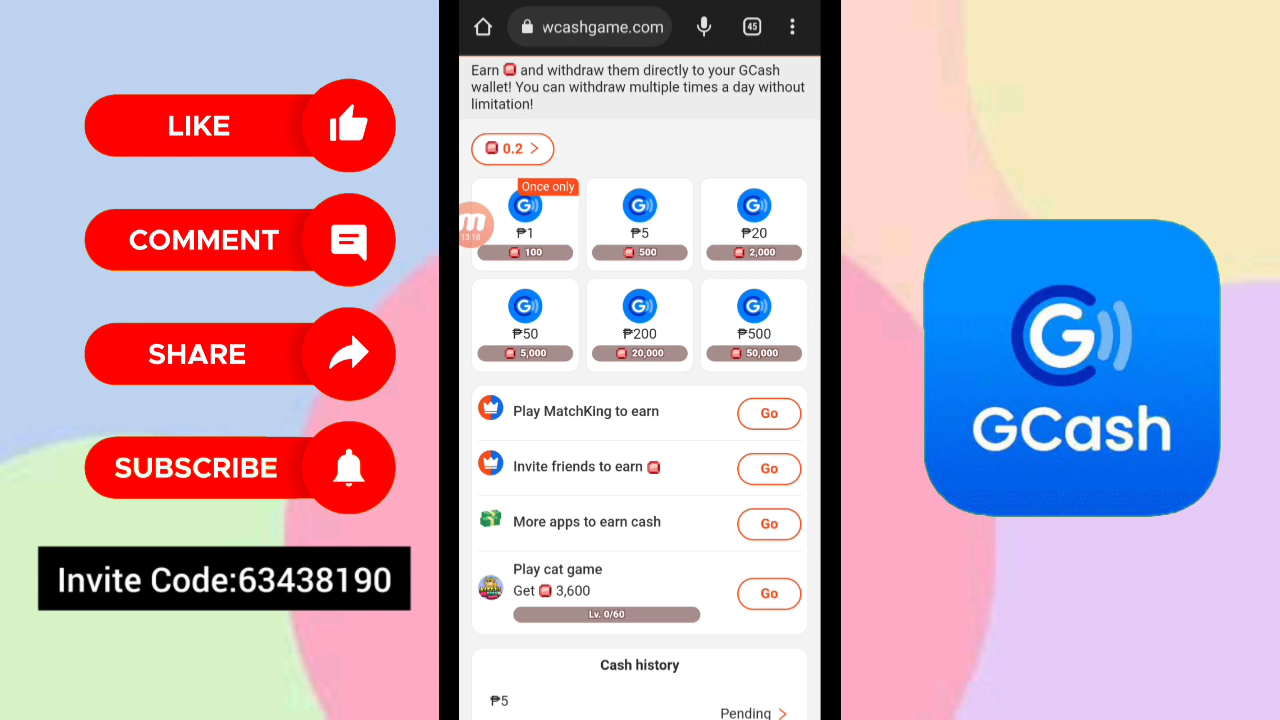 LIKE
COMMENT
SHARE
SUBSCRIBE
Invite Code:63438190
wcashgame.com
45
Earn and withdraw them directly to your GCash
wallet! You can withdraw multiple times a day without
limitation!
0.2
Once only
₱1
₱5
₱20
100
500
2,000
13:18
₱50
₱200
₱500
5,000
20,000
50,000
Play MatchKing to earn
Go
Invite friends to earn
Go
More apps to earn cash
Go
Play cat game
Get 3,600
Lv. 0/60
Go
Cash history
₱5
Pending
GCash